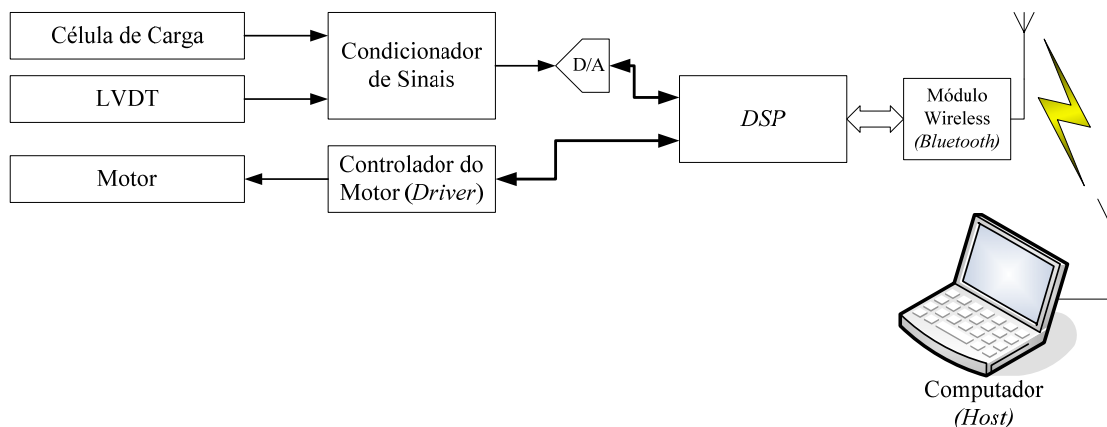 Célula de Carga
LVDT
Motor
Condicionador
de Sinais
Controlador do
Motor (Driver)
D/A
DSP
Módulo
Wireless
(Bluetooth)
Computador
(Host)